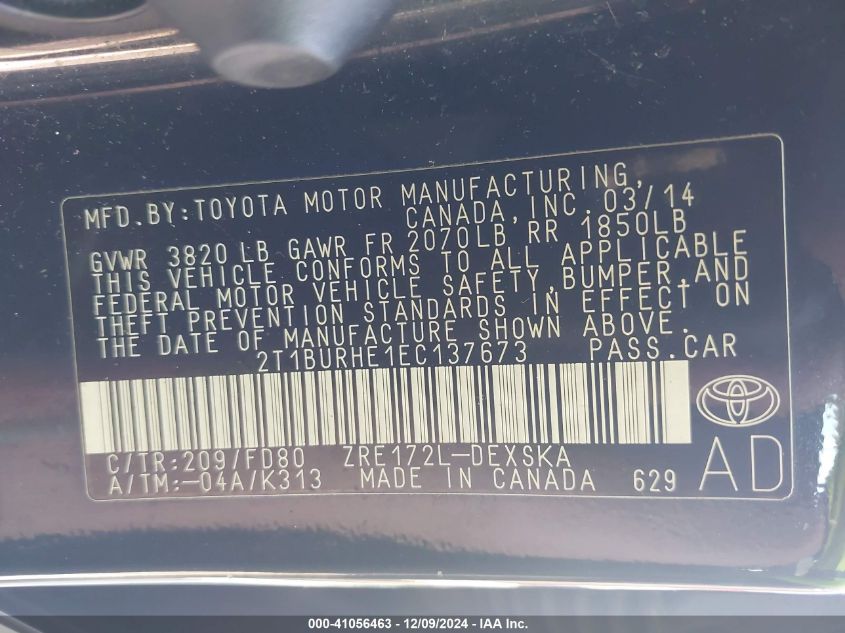 MFD.BY:TOYOTA MOTOR MANUFACTURING,
CANADA,INC. 03/14
GVWR 3820 LB GAWR FR 2070LB RR 1850LB
THIS VEHICLE CONFORMS TO ALL APPLICABLE
FEDERAL MOTOR VEHICLE SAFETY,BUMPER,AND
THEFT PREVENTION STANDARDS IN EFFECT ON
THE DATE OF MANUFACTURE SHOWN ABOVE.
2T1BURHE1EC137673 PASS.CAR
C/TR:209/FD80 ZRE172L-DEXSKA
A/TM:-04A/K313 MADE IN CANADA 629 AD
000-41056463 - 12/09/2024 - IAA Inc.